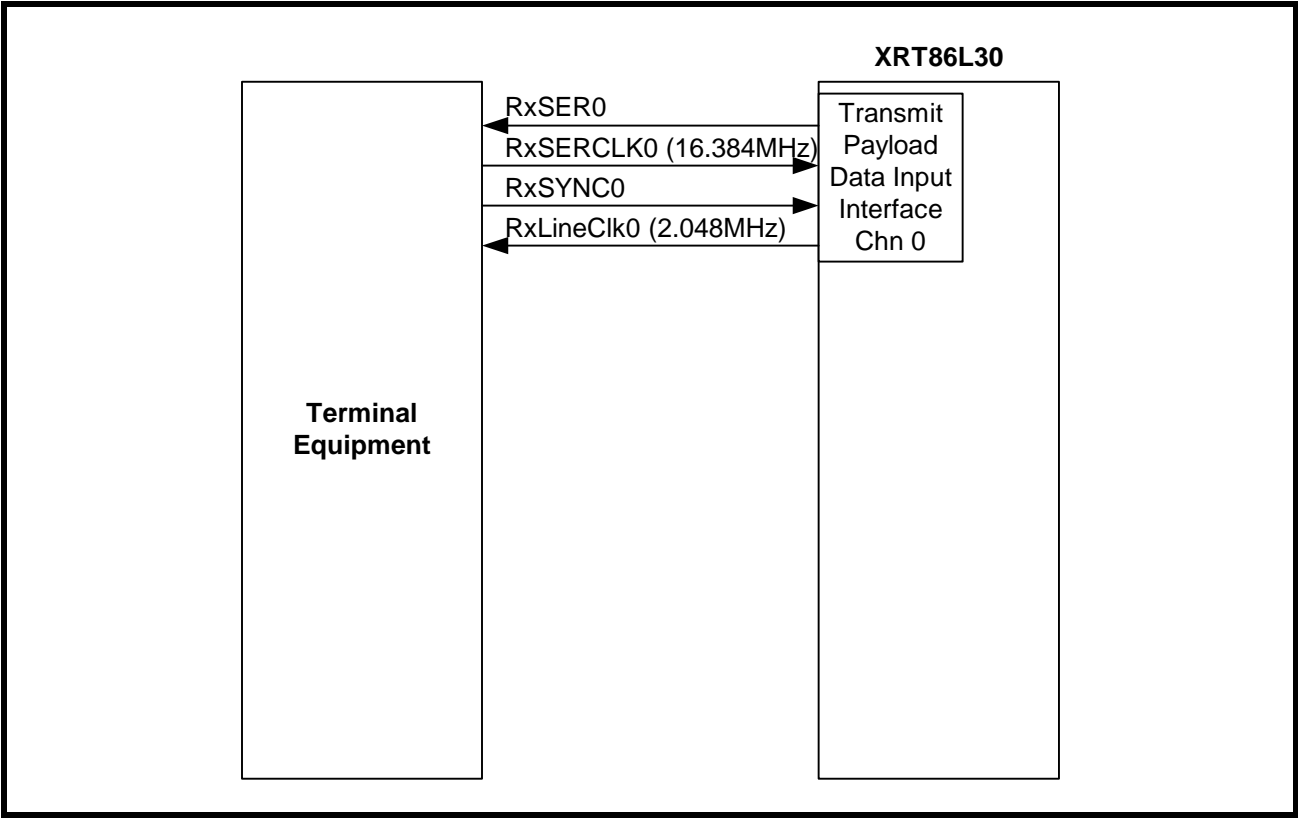 XRT86L30
RxSER0
RxSERCLK0 (16.384MHz)
RxSYNC0
RxLineClk0 (2.048MHz)
Transmit
Payload
Data Input
Interface
Chn 0
Terminal
Equipment